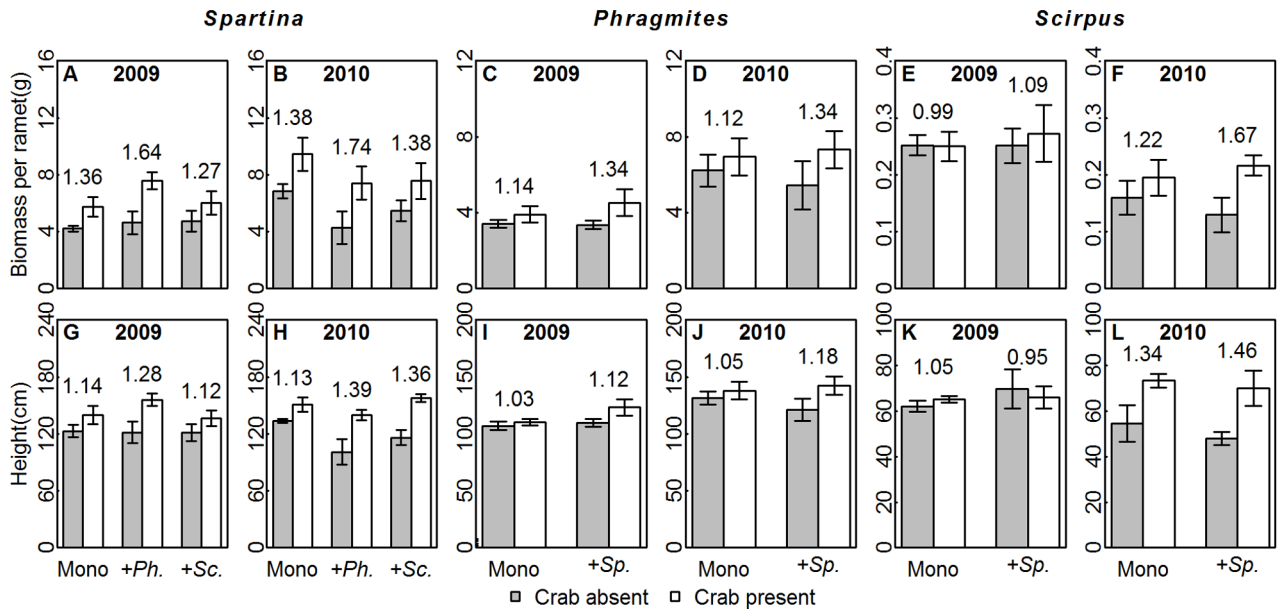 Spartina Phragmites Scirpus
Biomass per ramet(g)
0 4 8 12 16
A 2009
1.36 1.64 1.27
0 4 8 12 16
B 2010
1.38 1.74 1.38
0 4 8 12
C 2009
1.14 1.34
0 4 8 12
D 2010
1.12 1.34
0 0.1 0.2 0.3 0.4
E 2009
0.99 1.09
0 0.1 0.2 0.3 0.4
F 2010
1.22 1.67
Height(cm)
0 60 120 180 240
G 2009
1.14 1.28 1.12
Mono +Ph. +Sc.
0 60 120 180 240
H 2010
1.13 1.39 1.36
Mono +Ph. +Sc.
0 50 100 150 200
I 2009
1.03 1.12
Mono +Sp.
0 50 100 150 200
J 2010
1.05 1.18
Mono +Sp.
0 20 40 60 80 100
K 2009
1.05 0.95
Mono +Sp.
0 20 40 60 80 100
L 2010
1.34 1.46
Mono +Sp.
Crab absent Crab present